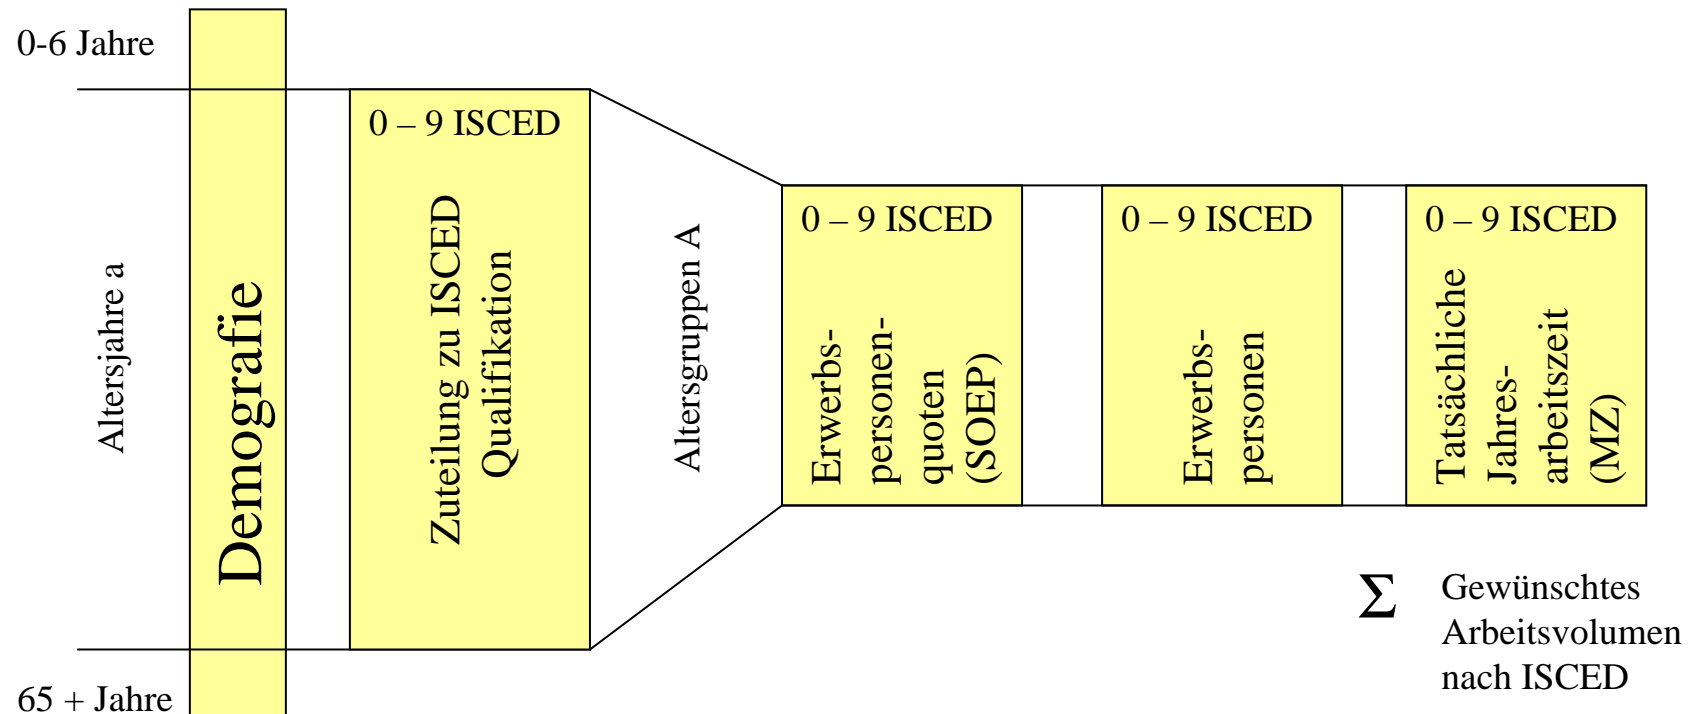 0-6 Jahre
Altersjahre a
Demografie
0 – 9 ISCED
Zuteilung zu ISCED
Qualifikation
Altersgruppen A
0 – 9 ISCED
Erwerbs-
personen-
quoten
(SOEP)
0 – 9 ISCED
Erwerbs-
personen
0 – 9 ISCED
Tatsächliche
Jahres-
arbeitszeit
(MZ)
65 + Jahre
Σ Gewünschtes
Arbeitsvolumen
nach ISCED